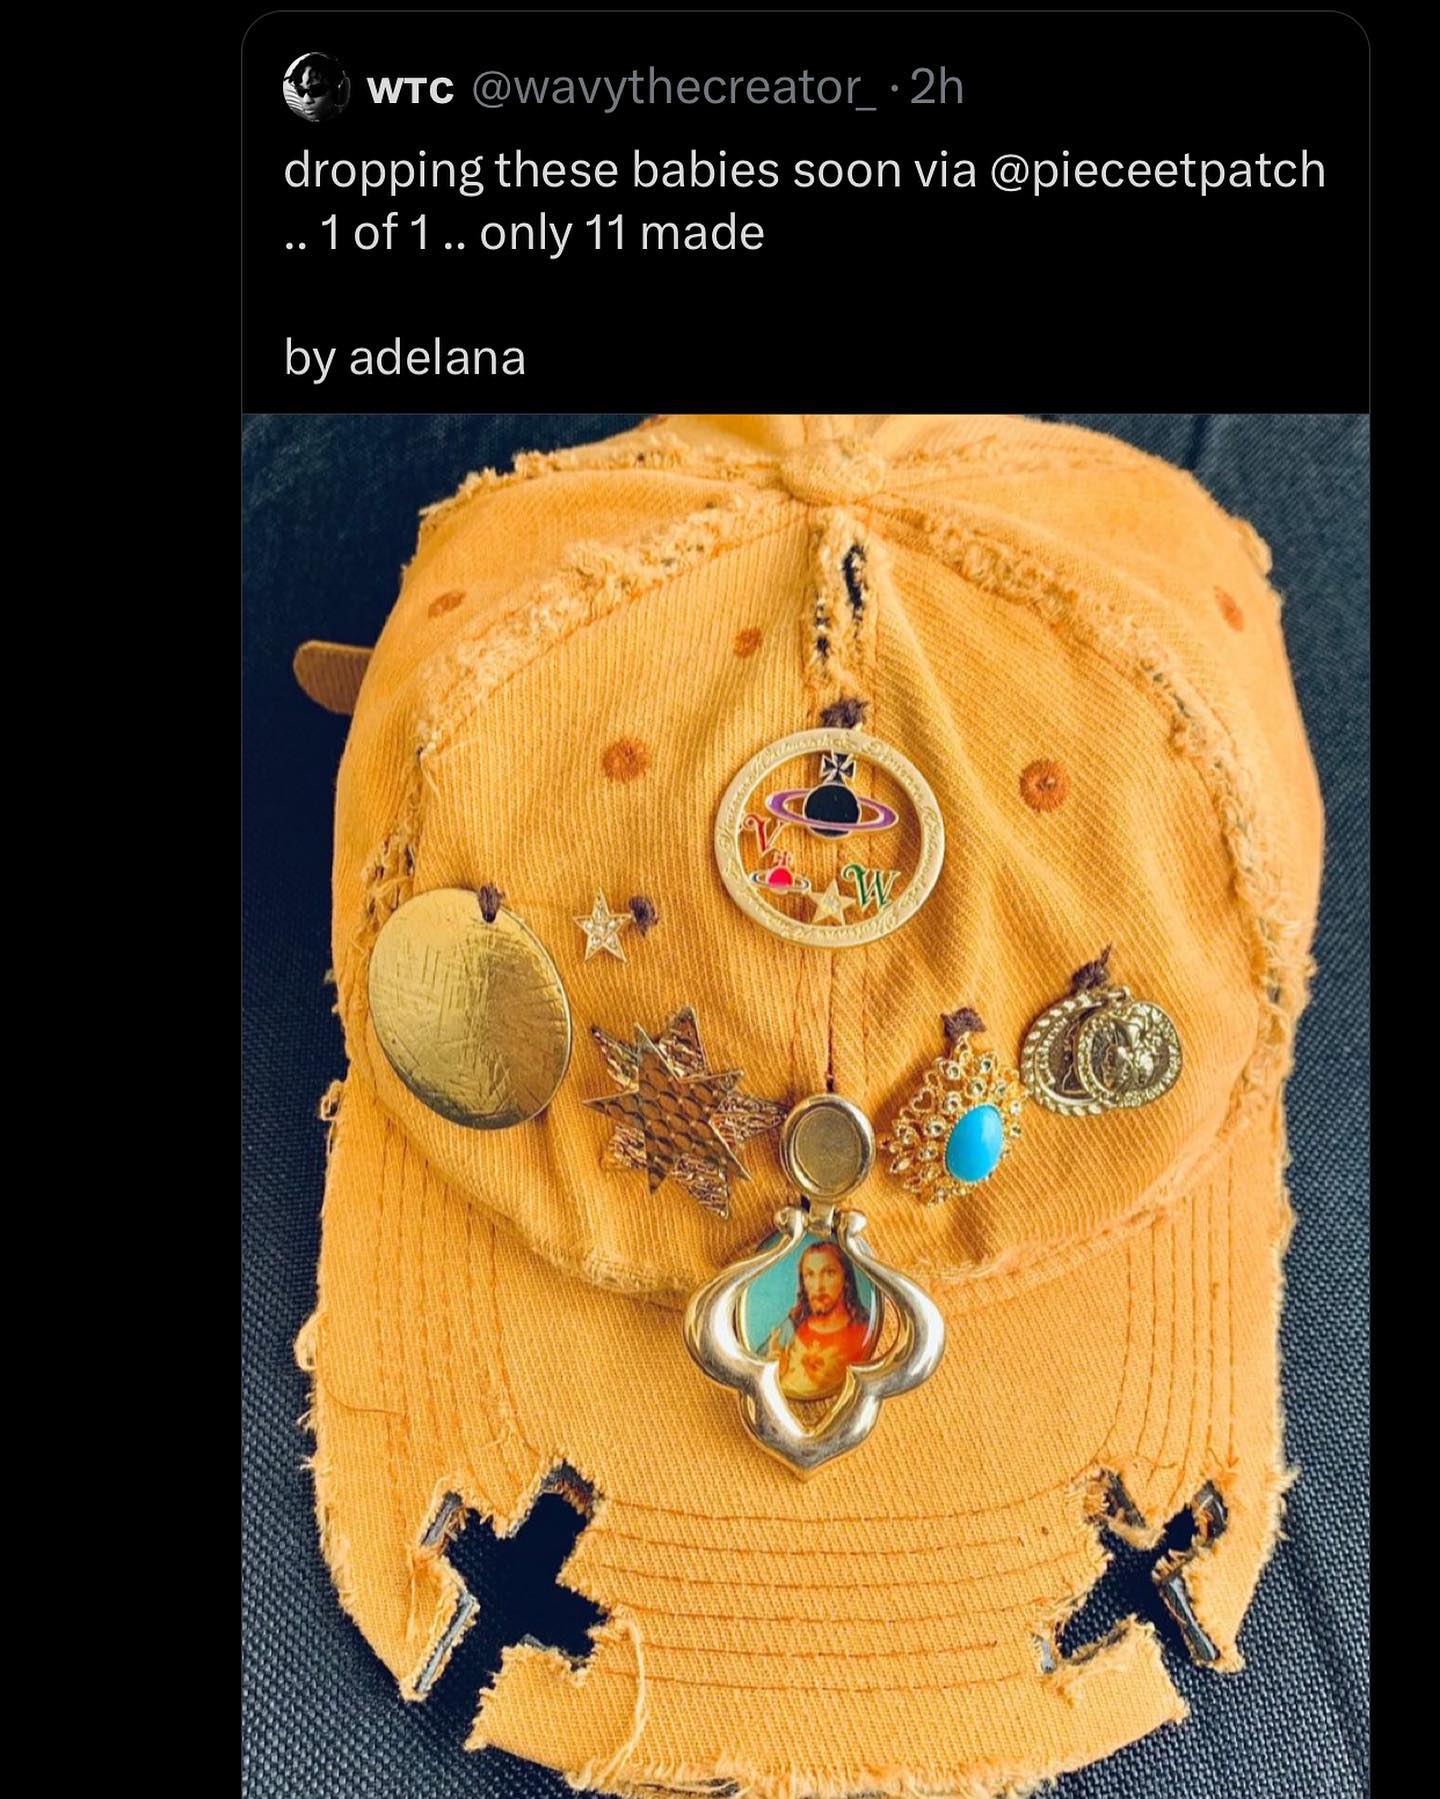 WTC @wavythecreator_ · 2h
dropping these babies soon via @pieceetpatch
.. 1 of 1 .. only 11 made
by adelana
V
W